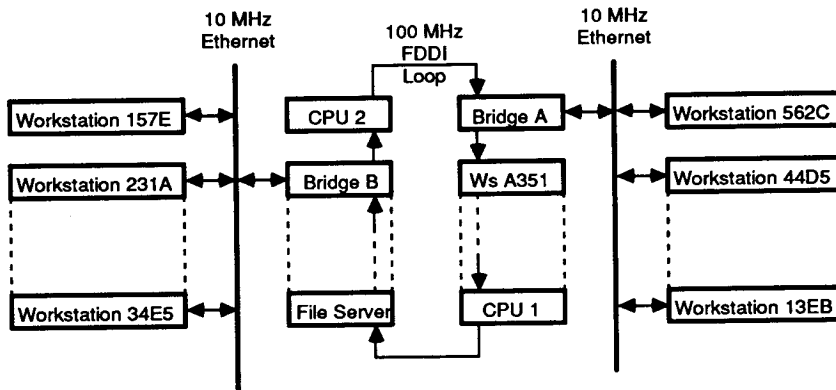 10 MHz
Ethernet
100 MHz
FDDI
Loop
10 MHz
Ethernet
Workstation 157E
CPU 2
Bridge A
Workstation 562C
Workstation 231A
Bridge B
Ws A351
Workstation 44D5
Workstation 34E5
File Server
CPU 1
Workstation 13EB